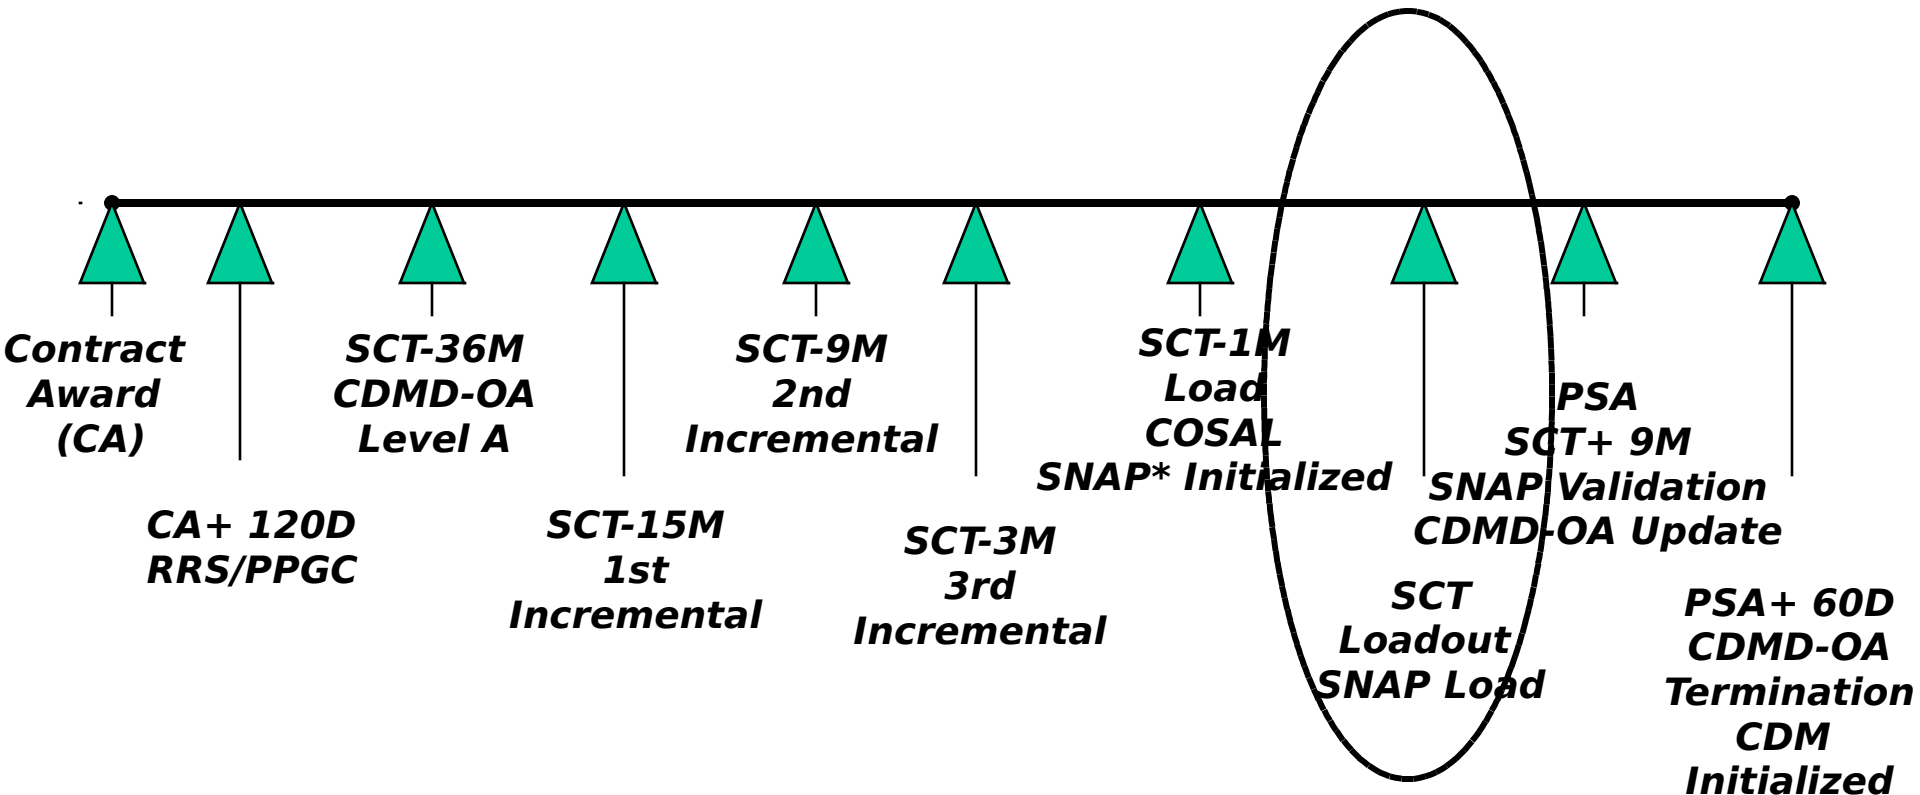 Contract
Award
(CA)
CA+ 120D
RRS/PPGC
SCT-36M
CDMD-OA
Level A
SCT-15M
1st
Incremental
SCT-9M
2nd
Incremental
SCT-3M
3rd
Incremental
SCT-1M
Load
COSAL
SNAP* Initialized
SCT
Loadout
SNAP Load
PSA
SCT+ 9M
SNAP Validation
CDMD-OA Update
PSA+ 60D
CDMD-OA
Termination
CDM
Initialized